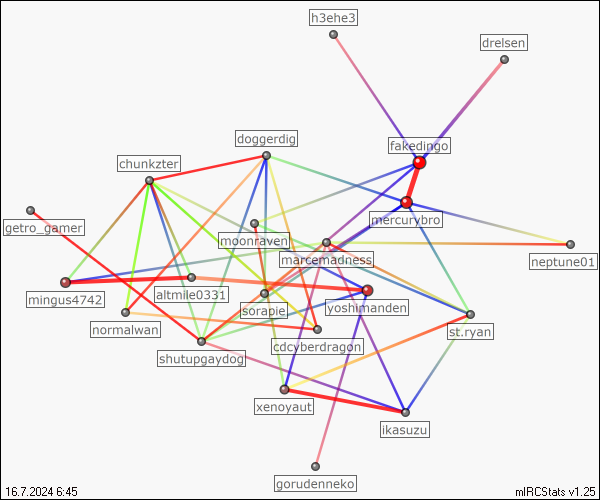 h3ehe3
drelsen
doggerdig
fakedingo
chunkzter
getro_gamer
mercurybro
moonraven
marcemadness
neptune01
mingus4742
altmile0331
sorapie
yoshimanden
normalwan
st.ryan
cdcyberdragon
shutupgaydog
xenoyaut
ikasuzu
gorudenneko
16.7.2024 6:45
mIRCStats v1.25